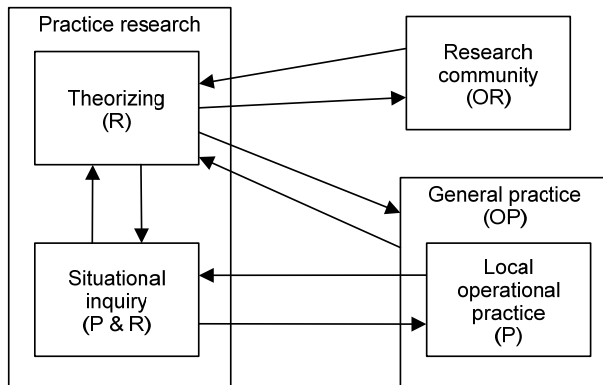 Practice research
Theorizing
(R)
Research
community
(OR)
General practice
(OP)
Situational
inquiry
(P & R)
Local
operational
practice
(P)